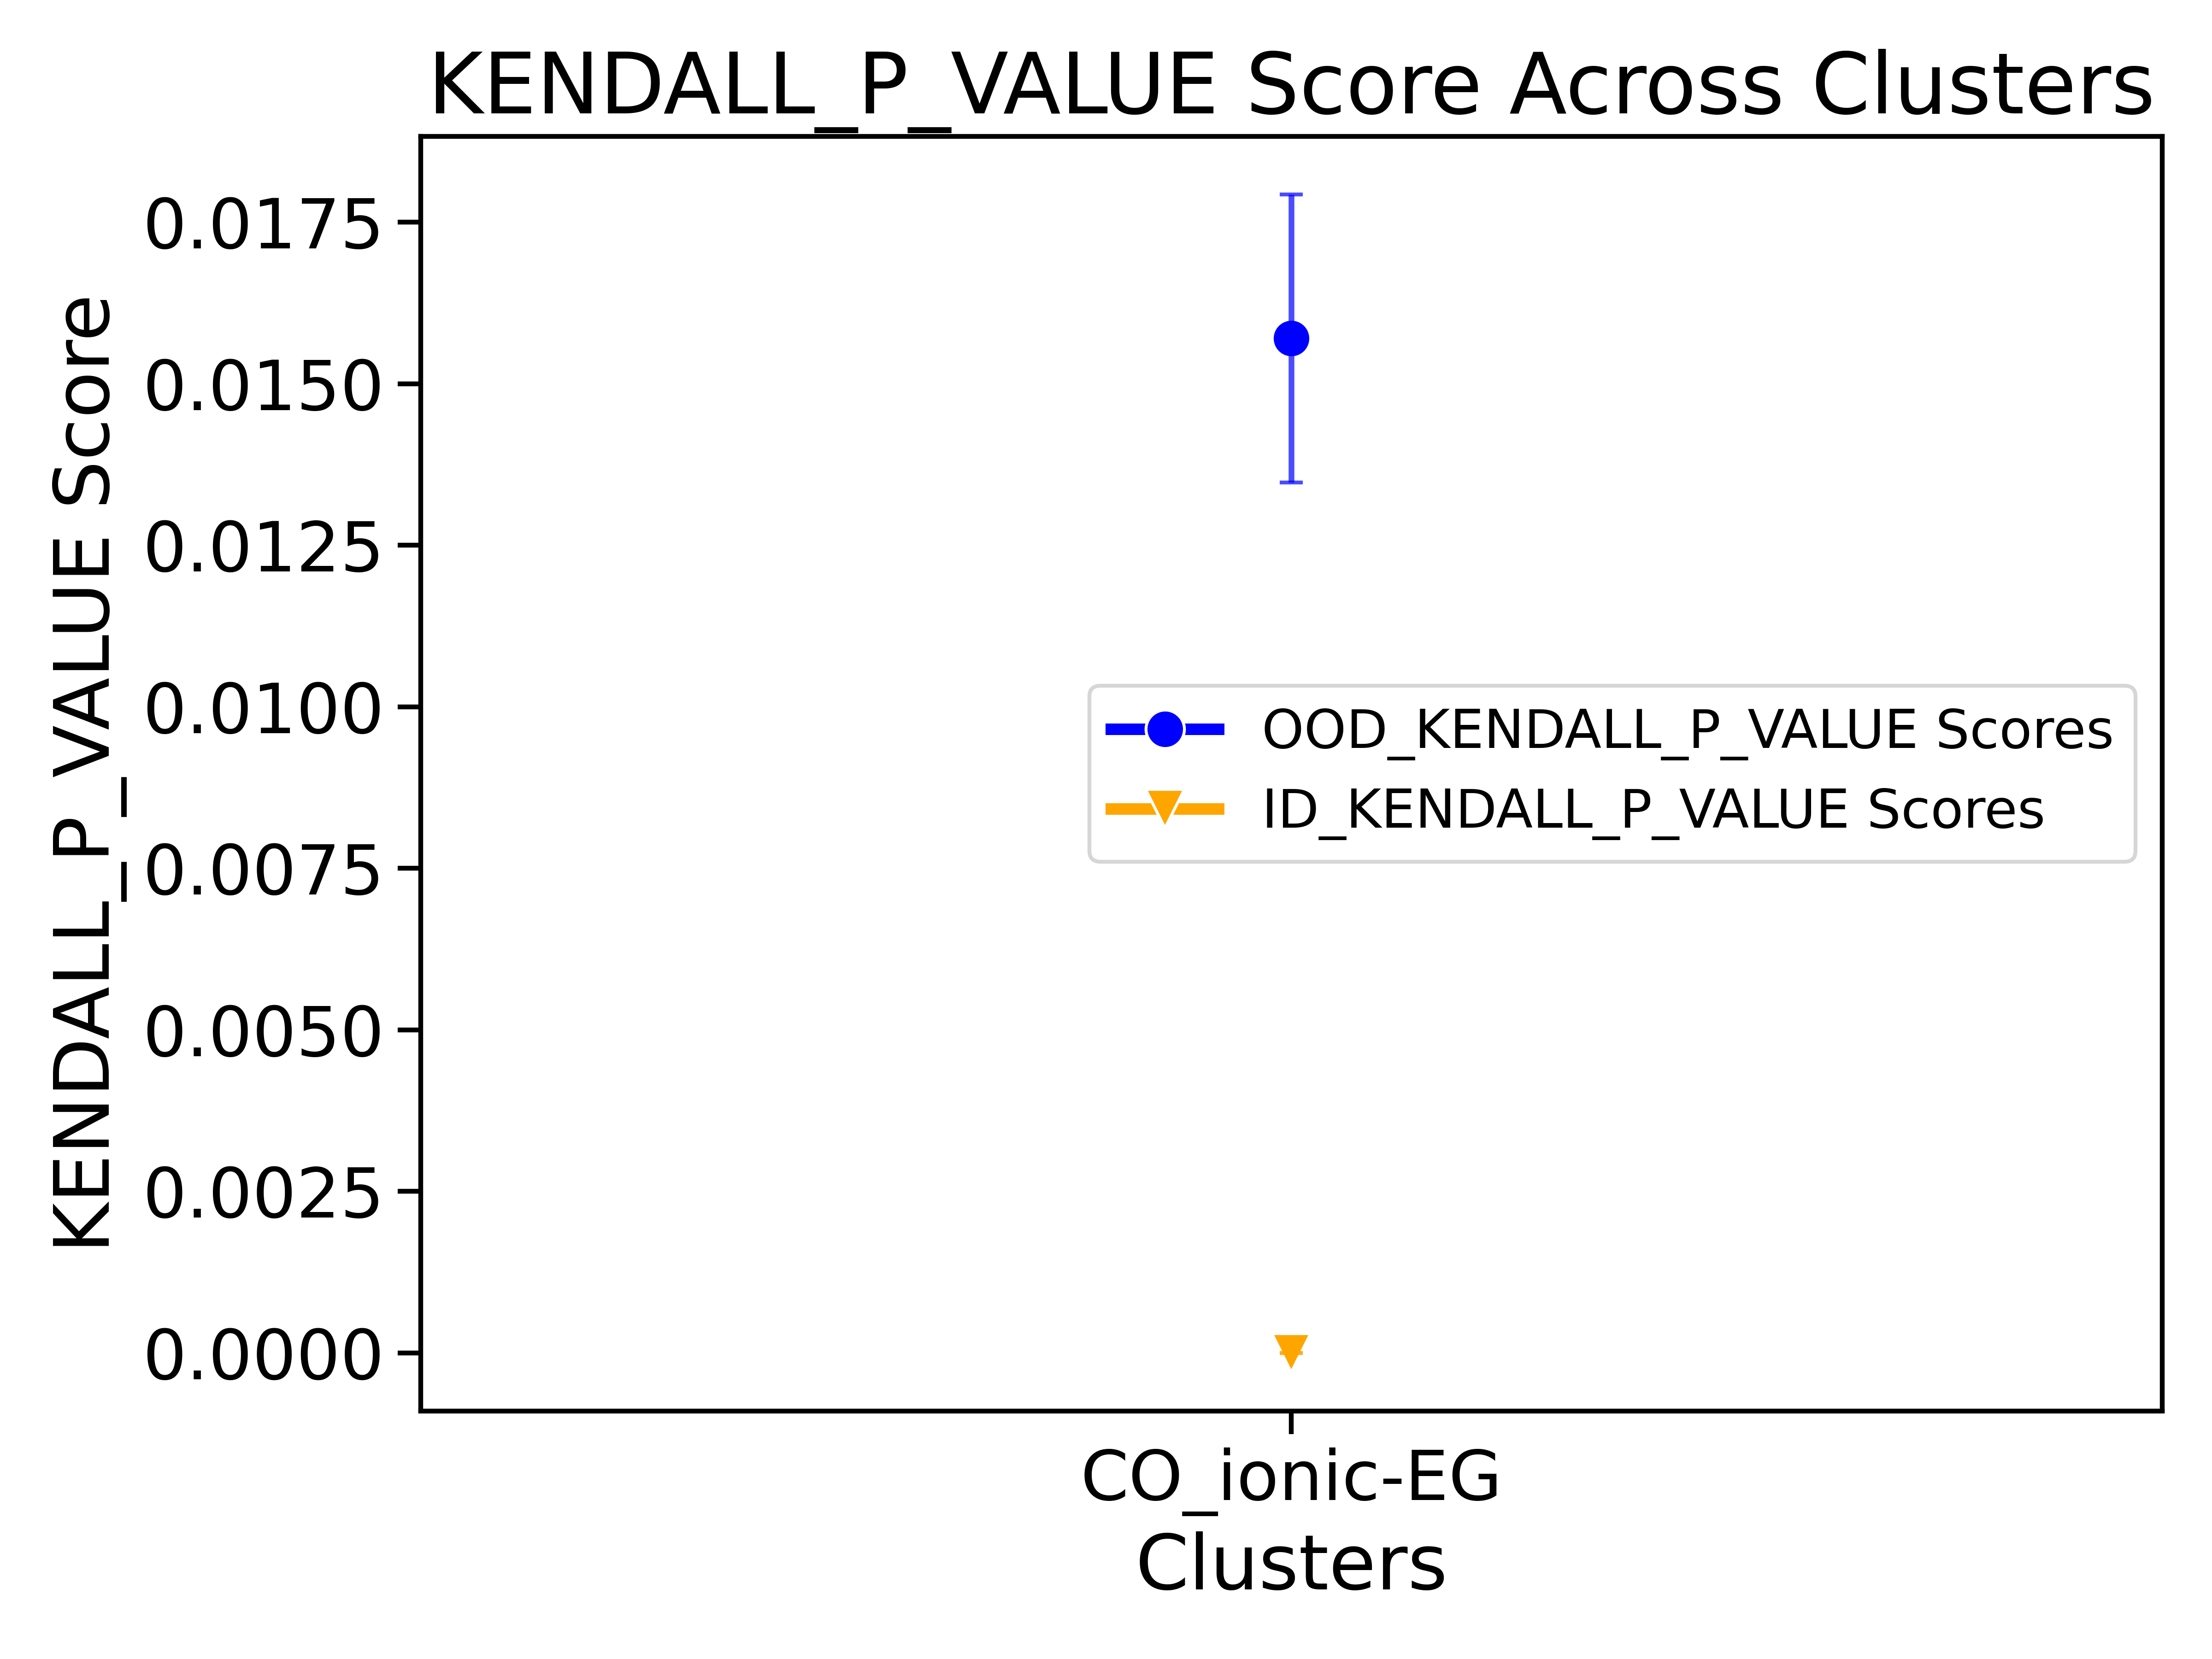 KENDALL_P_VALUE Score Across Clusters
KENDALL_P_VALUE Score
0.0175
0.0150
0.0125
0.0100
0.0075
0.0050
0.0025
0.0000
OOD_KENDALL_P_VALUE Scores
ID_KENDALL_P_VALUE Scores
CO_ionic-EG
Clusters